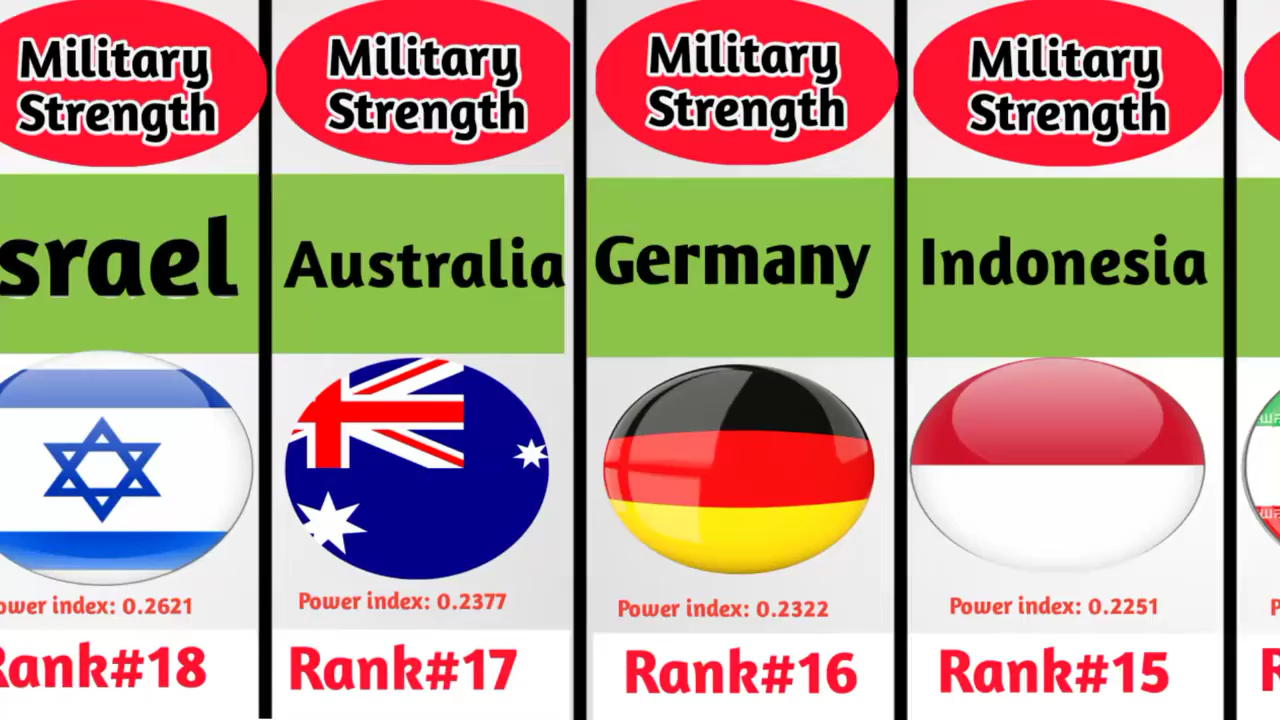 Military
Strength
srael
ower index: 0.2621
Rank#18
Military
Strength
Australia
Power index: 0.2377
Rank#17
Military
Strength
Germany
Power index: 0.2322
Rank#16
Military
Strength
Indonesia
Power index: 0.2251
Rank#15
P
R